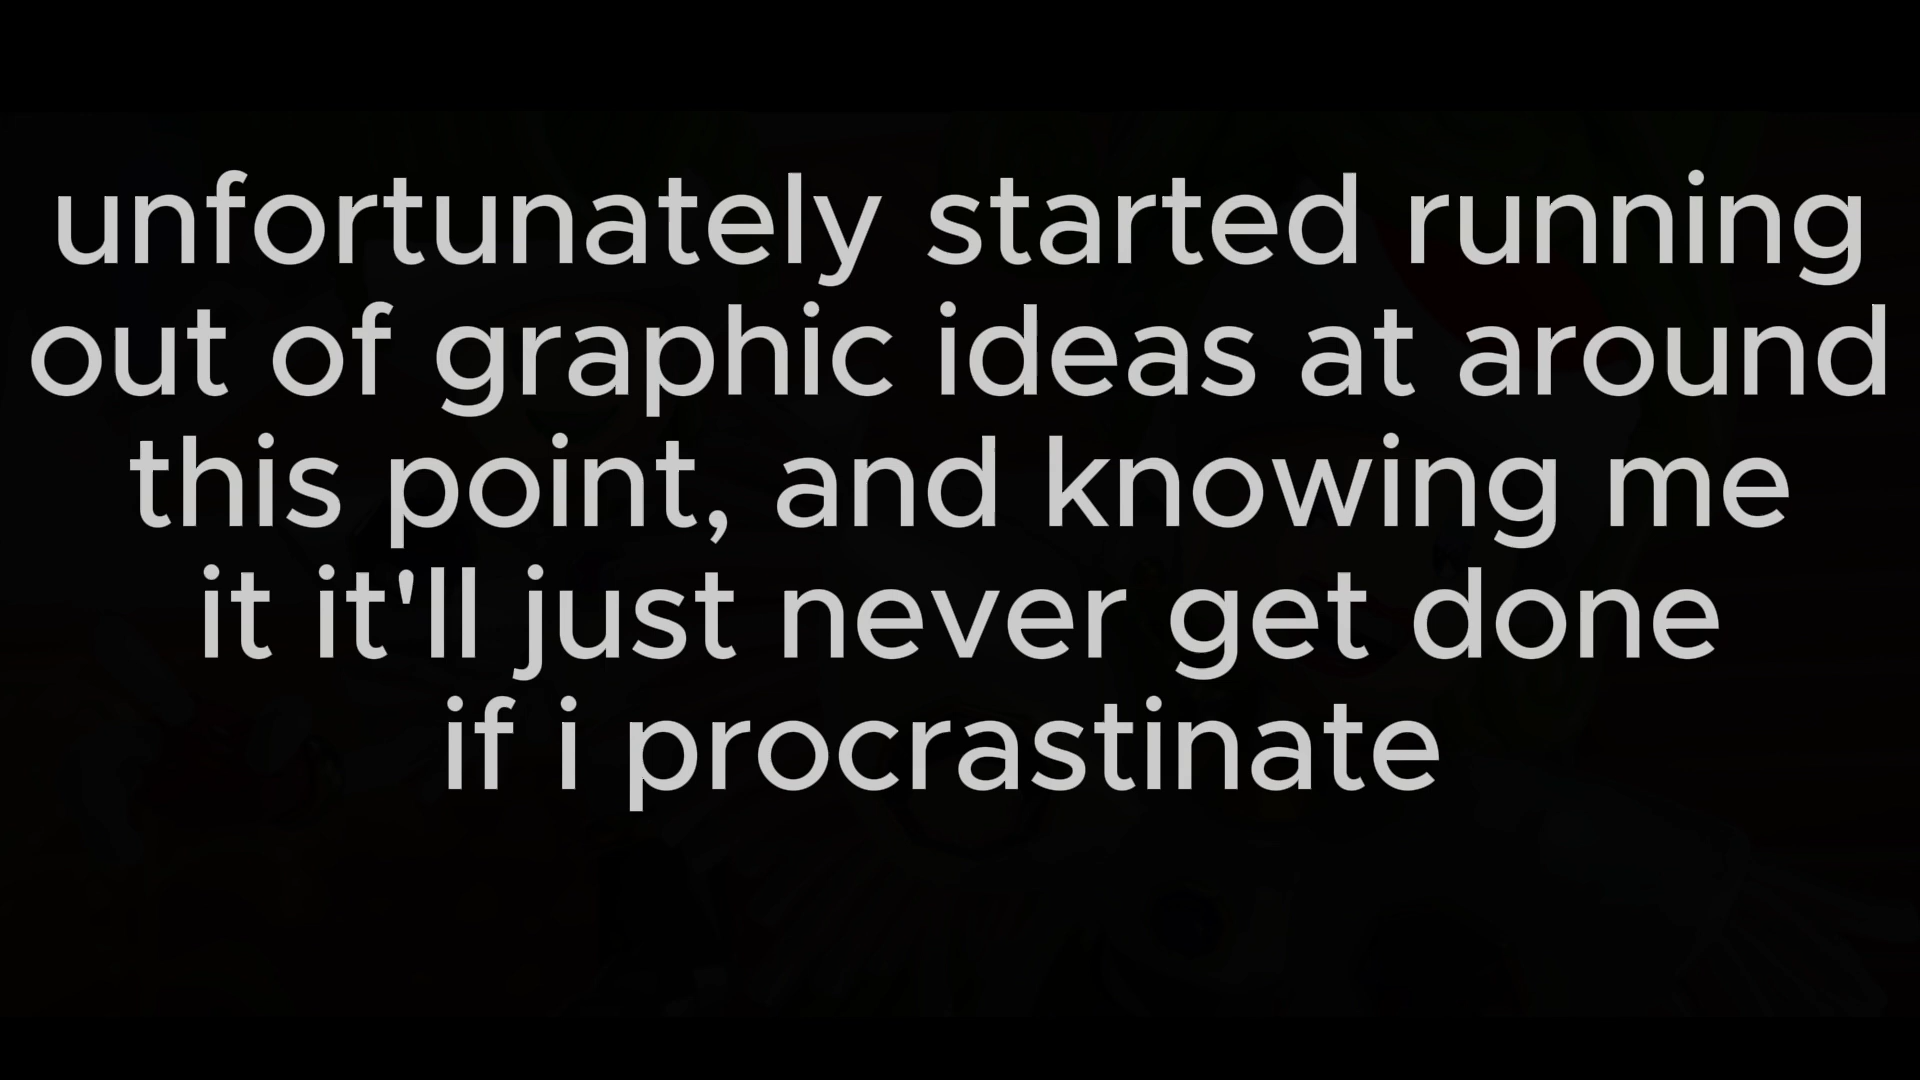 unfortunately started running
out of graphic ideas at around
this point, and knowing me
it it'll just never get done
if i procrastinate